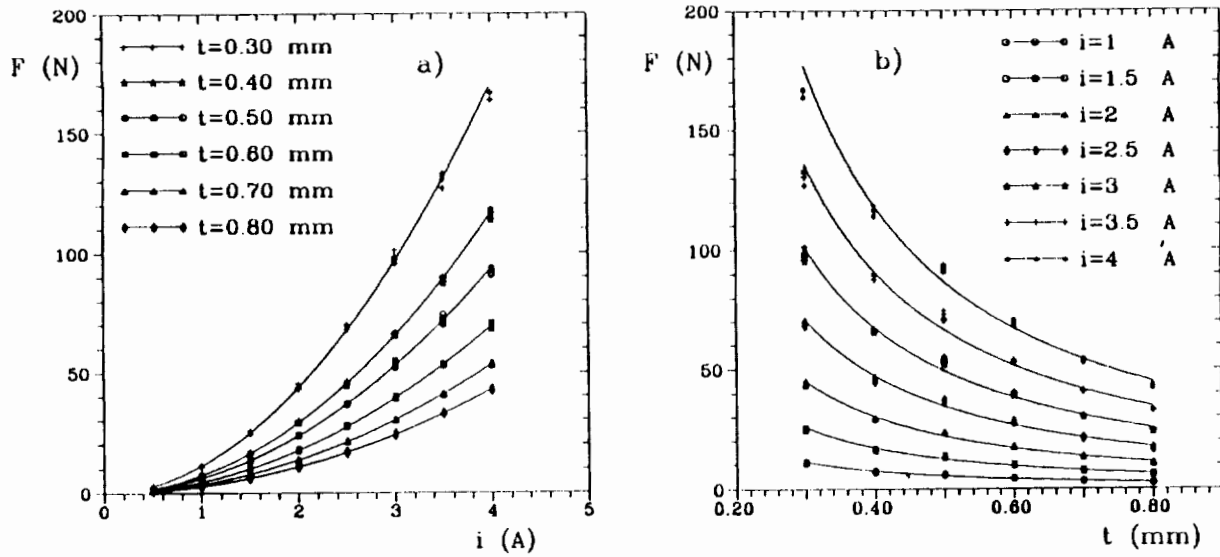 200
F (N)
a)
t=0.30 mm
t=0.40 mm
t=0.50 mm
t=0.60 mm
t=0.70 mm
t=0.80 mm
150
100
50
0
0 1 2 3 4 5
i (A)
200
F (N)
b)
i=1 A
i=1.5 A
i=2 A
i=2.5 A
i=3 A
i=3.5 A
i=4 A
150
100
50
0
0.20 0.40 0.60 0.80
t (mm)